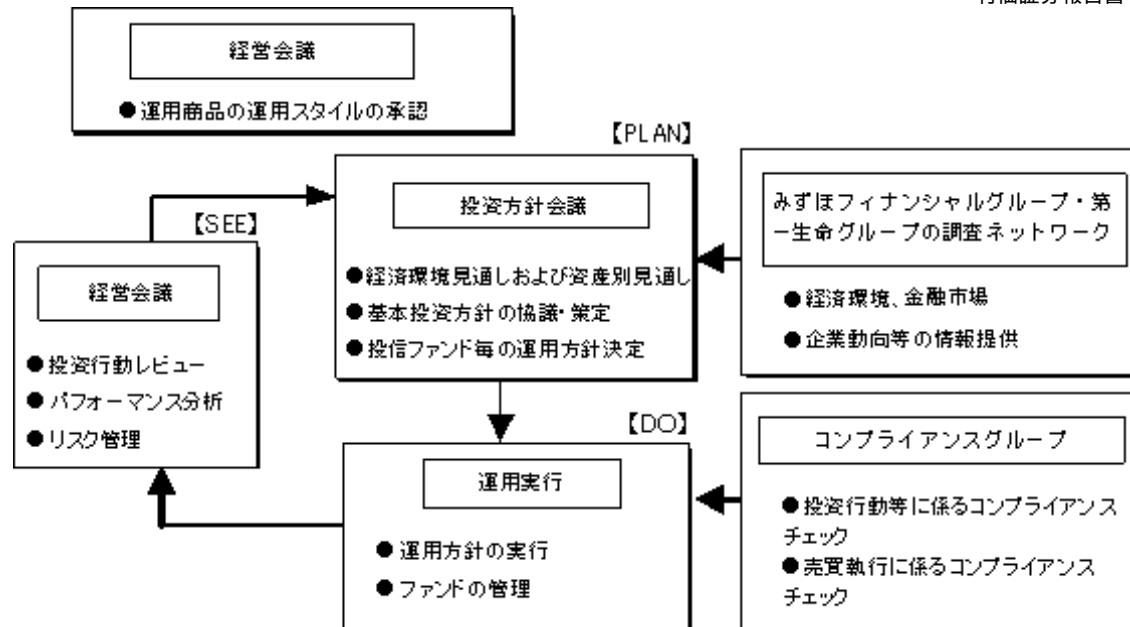 経営会議
●運用商品の運用スタイルの承認
【PLAN】
投資方針会議
●経済環境見通しおよび資産別見通し
●基本投資方針の協議・策定
●投信ファンド毎の運用方針決定
みずほフィナンシャルグループ・第
一生命グループの調査ネットワーク
●経済環境、金融市場
●企業動向等の情報提供
【SEE】
経営会議
●投資行動レビュー
●パフォーマンス分析
●リスク管理
【DO】
運用実行
●運用方針の実行
●ファンドの管理
コンプライアンスグループ
●投資行動等に係るコンプライアンス
チェック
●売買執行に係るコンプライアンス
チェック